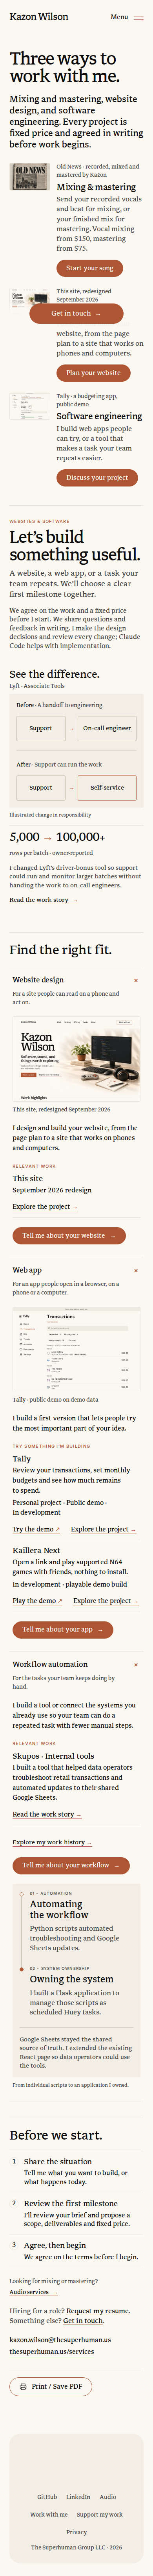 Kazon Wilson
Menu
Three ways to
work with me.
Mixing and mastering, website
design, and software
engineering. Every project is
fixed price and agreed in writing
before work begins.
OLD NEWS
Old News · recorded, mixed and
mastered by Kazon
Mixing & mastering
Send your recorded vocals
and beat for mixing, or
your finished mix for
mastering. Vocal mixing
from $150, mastering
from $75.
Start your song
This site, redesigned
September 2026
Get in touch →
website, from the page
plan to a site that works on
phones and computers.
Plan your website
Tally · a budgeting app,
public demo
Software engineering
I build web apps people
can try, or a tool that
makes a task your team
repeats easier.
Discuss your project
WEBSITES & SOFTWARE
Let's build
something useful.
A website, a web app, or a task your
team repeats. We'll choose a clear
first milestone together.
We agree on the work and a fixed price
before I start. We share questions and
feedback in writing. I make the design
decisions and review every change; Claude
Code helps with implementation.
See the difference.
Lyft · Associate Tools
Before · A handoff to engineering
Support
→
On-call engineer
After · Support can run the work
Support
→
Self-service
Illustrated change in responsibility
5,000 → 100,000+
rows per batch · owner-reported
I changed Lyft's driver-bonus tool so support
could run and monitor larger batches without
handing the work to on-call engineers.
Read the work story →
Find the right fit.
Website design
×
For a site people can read on a phone and
act on.
Kazon
Wilson
Sound, software, and
things worth exploring.
Work highlights
This site, redesigned September 2026
I design and build your website, from the
page plan to a site that works on phones
and computers.
RELEVANT WORK
This site
September 2026 redesign
Explore the project →
Tell me about your website →
Web app
×
For an app people open in a browser, on a
phone or a computer.
Tally
Transactions
Tally · public demo on demo data
I build a first version that lets people try
the most important part of your idea.
TRY SOMETHING I'M BUILDING
Tally
Review your transactions, set monthly
budgets and see how much remains
to spend.
Personal project · Public demo ·
In development
Try the demo ↗
Explore the project →
Kaillera Next
Open a link and play supported N64
games with friends, nothing to install.
In development · playable demo build
Play the demo ↗
Explore the project →
Tell me about your app →
Workflow automation
×
For the tasks your team keeps doing by
hand.
I build a tool or connect the systems you
already use so your team can do a
repeated task with fewer manual steps.
RELEVANT WORK
Skupos · Internal tools
I built a tool that helped data operators
troubleshoot retail transactions and
automated updates to their shared
Google Sheets.
Read the work story →
Explore my work history →
Tell me about your workflow →
01 · AUTOMATION
Automating
the workflow
Python scripts automated
troubleshooting and Google
Sheets updates.
02 · SYSTEM OWNERSHIP
Owning the system
I built a Flask application to
manage those scripts as
scheduled Huey tasks.
Google Sheets stayed the shared
source of truth. I extended the existing
React page so data operators could use
the tools.
From individual scripts to an application I owned.
Before we start.
1
Share the situation
Tell me what you want to build, or
what happens today.
2
Review the first milestone
I'll review your brief and propose a
scope, deliverables and fixed price.
3
Agree, then begin
We agree on the terms before I begin.
Looking for mixing or mastering?
Audio services →
Hiring for a role? Request my resume.
Something else? Get in touch.
kazon.wilson@thesuperhuman.us
thesuperhuman.us/services
Print / Save PDF
GitHub
LinkedIn
Audio
Work with me
Support my work
Privacy
The Superhuman Group LLC · 2026